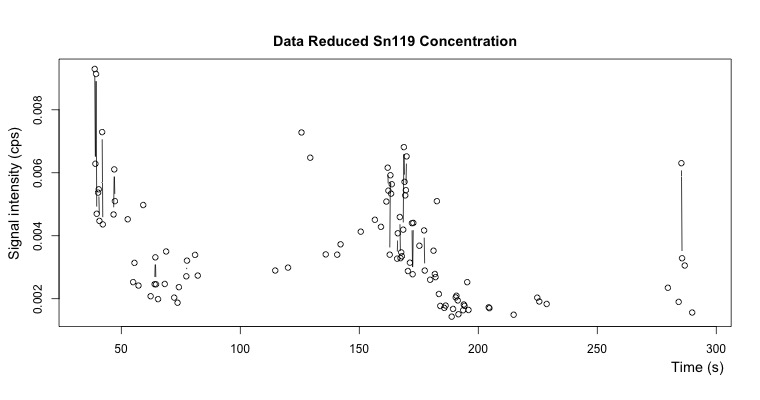 Data Reduced Sn119 Concentration
Signal intensity (cps)
0.008
0.006
0.004
0.002
50 100 150 200 250 300
Time (s)